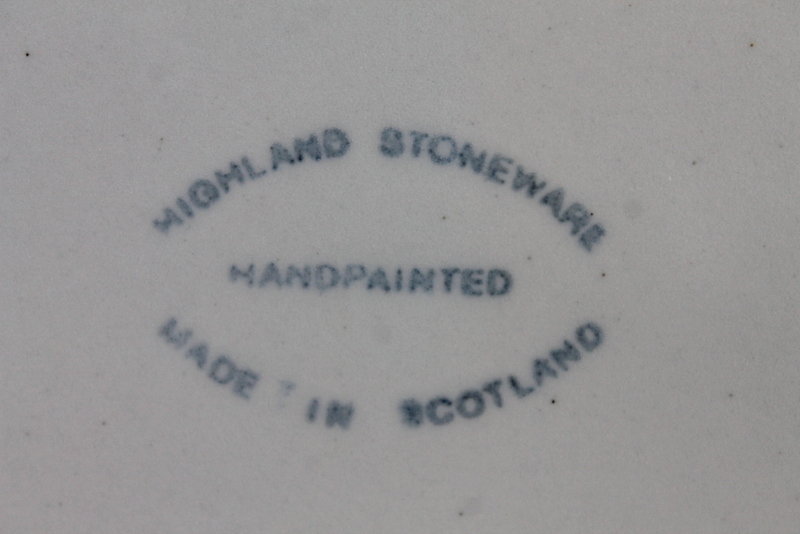 HIGHLAND STONEWARE
HANDPAINTED
MADE IN SCOTLAND